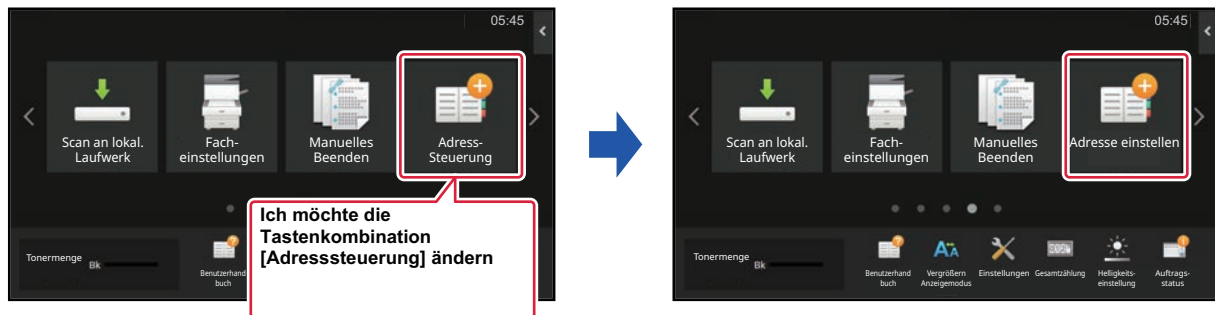 05:45
Scan an lokal.
Laufwerk
Fach-
einstellungen
Manuelles
Beenden
Adress-
Steuerung
Ich möchte die
Tastenkombination
[Adresssteuerung] ändern
Tonermenge
Bk
Benutzerhand
buch
05:45
Scan an lokal.
Laufwerk
Fach-
einstellungen
Manuelles
Beenden
Adresse einstellen
Tonermenge
Bk
Benutzerhand
buch
Vergrößern
Anzeigemodus
Einstellungen
Gesamtzählung
Helligkeits-
einstellung
Auftrags-
status